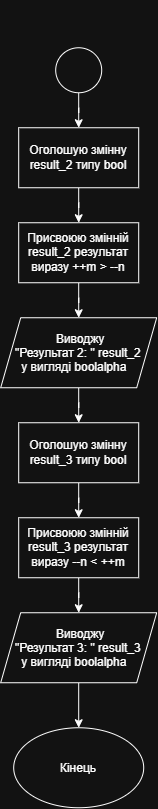 Оголошую змінну
result_2 типу bool
Присвоюю змінній
result_2 результат
виразу ++m > --n
Виводжу
"Результат 2: " result_2
у вигляді boolalpha
Оголошую змінну
result_3 типу bool
Присвоюю змінній
result_3 результат
виразу --n < ++m
Виводжу
"Результат 3: " result_3
у вигляді boolalpha
Кінець